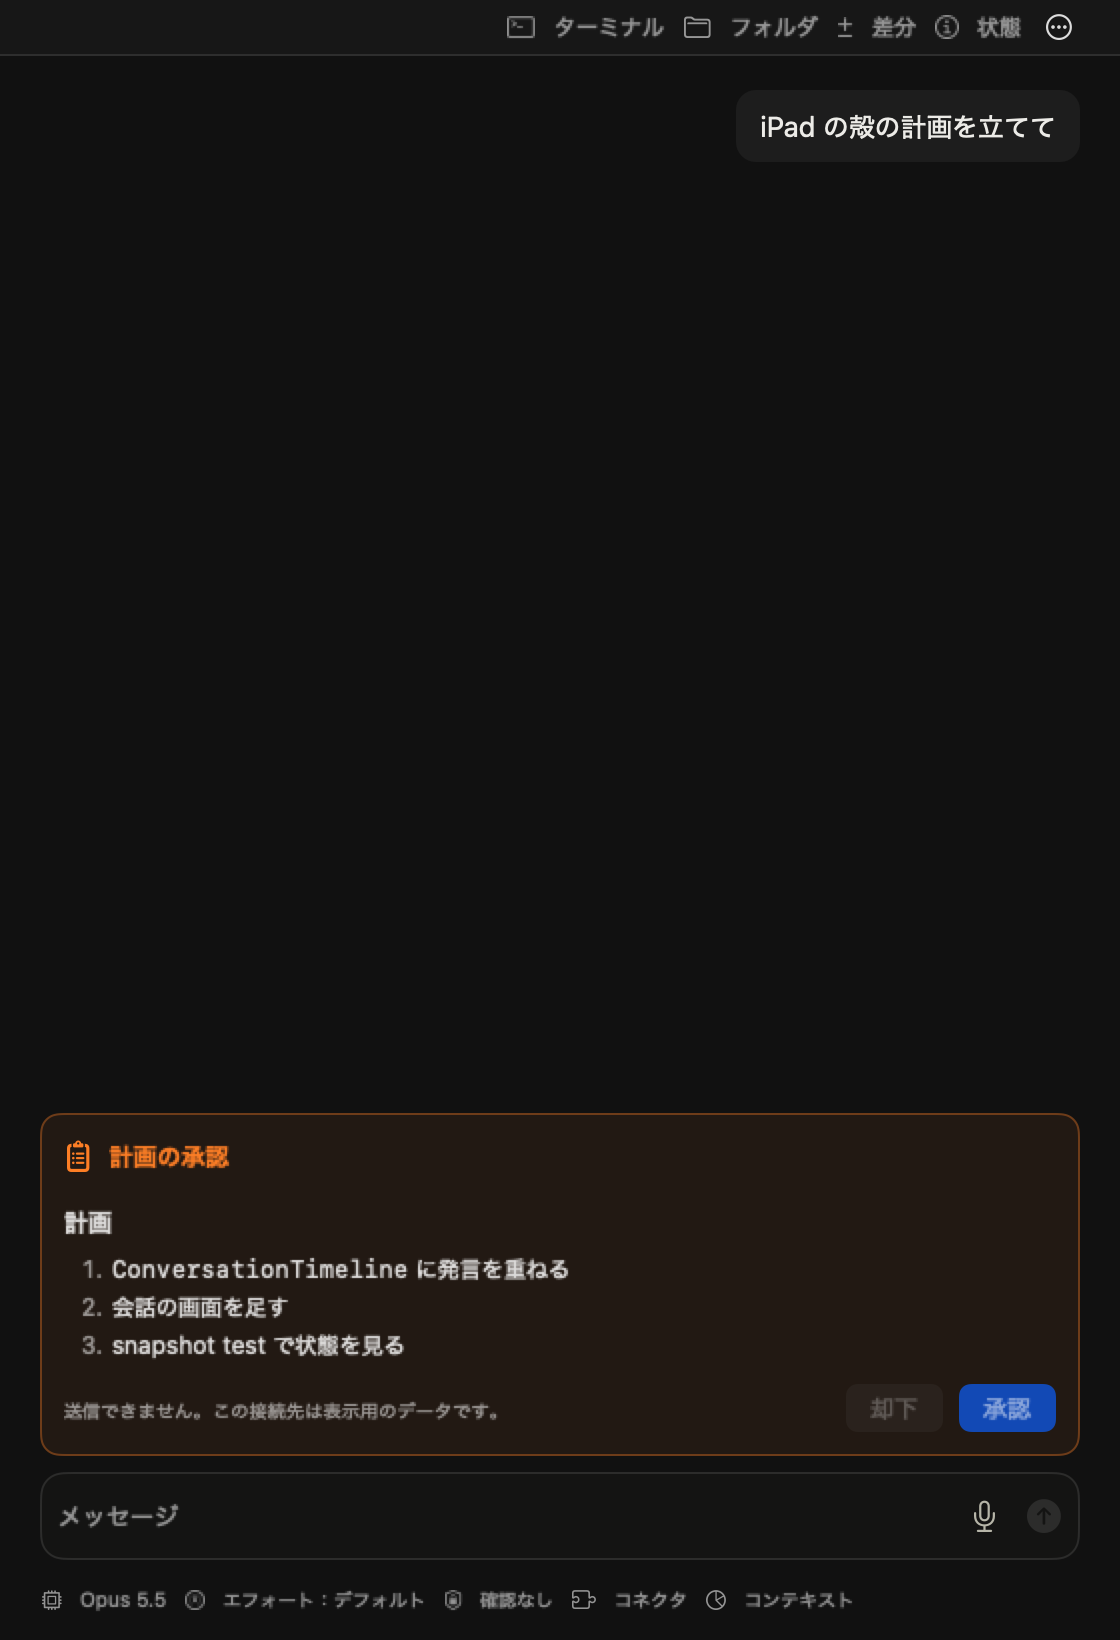 ターミナル フォルダ 差分 状態
iPad の殻の計画を立てて
計画の承認
計画
1. ConversationTimeline に発言を重ねる
2. 会話の画面を足す
3. snapshot test で状態を見る
送信できません。この接続先は表示用のデータです。
却下 承認
メッセージ
Opus 5.5 エフォート：デフォルト 確認なし コネクタ コンテキスト